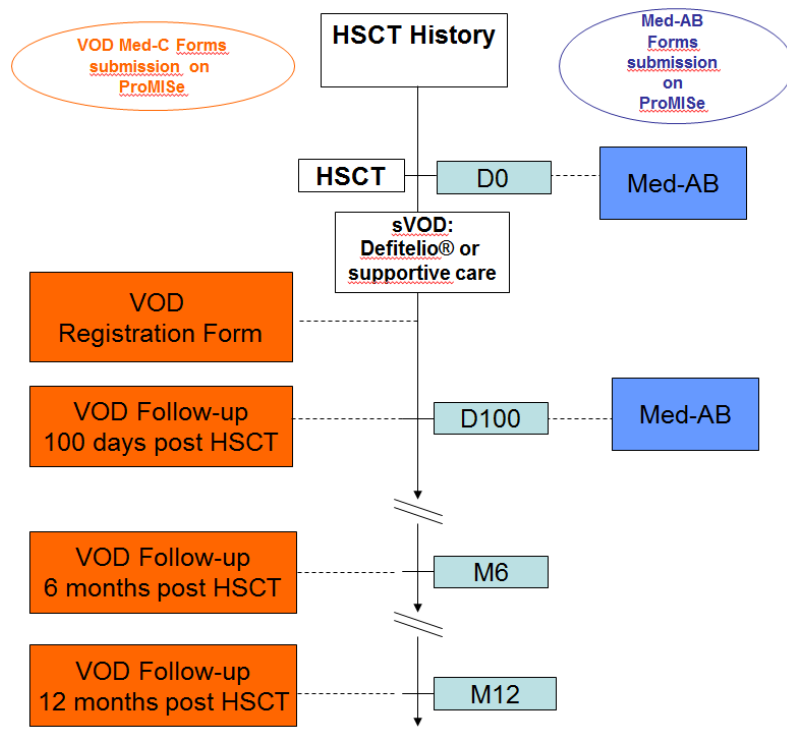 VOD Med-C Forms
submission on
ProMISe
HSCT History
Med-AB
Forms
submission
on
ProMISe
HSCT
D0
Med-AB
sVOD:
Defitelio® or
supportive care
VOD
Registration Form
VOD Follow-up
100 days post HSCT
D100
Med-AB
VOD Follow-up
6 months post HSCT
M6
VOD Follow-up
12 months post HSCT
M12